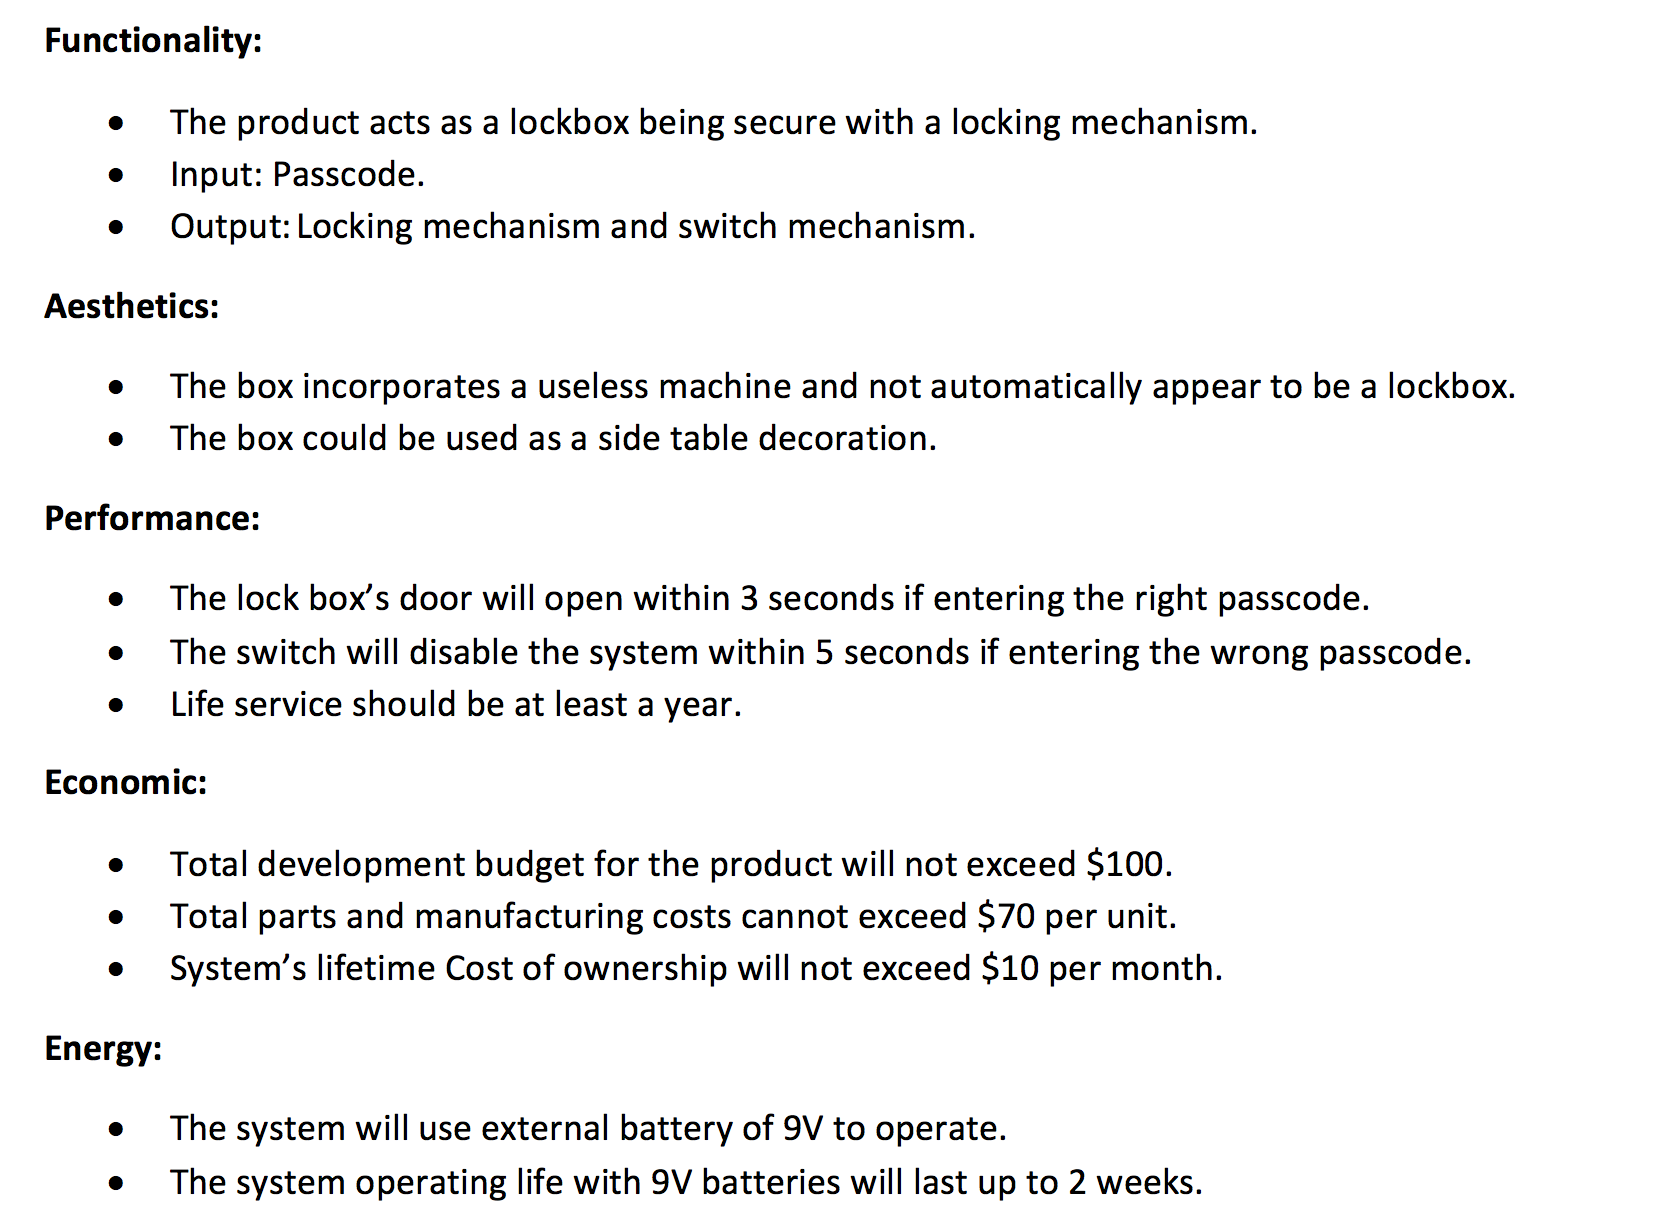 Functionality:
• The product acts as a lockbox being secure with a locking mechanism.
• Input: Passcode.
• Output: Locking mechanism and switch mechanism.
Aesthetics:
• The box incorporates a useless machine and not automatically appear to be a lockbox.
• The box could be used as a side table decoration.
Performance:
• The lock box’s door will open within 3 seconds if entering the right passcode.
• The switch will disable the system within 5 seconds if entering the wrong passcode.
• Life service should be at least a year.
Economic:
• Total development budget for the product will not exceed $100.
• Total parts and manufacturing costs cannot exceed $70 per unit.
• System’s lifetime Cost of ownership will not exceed $10 per month.
Energy:
• The system will use external battery of 9V to operate.
• The system operating life with 9V batteries will last up to 2 weeks.